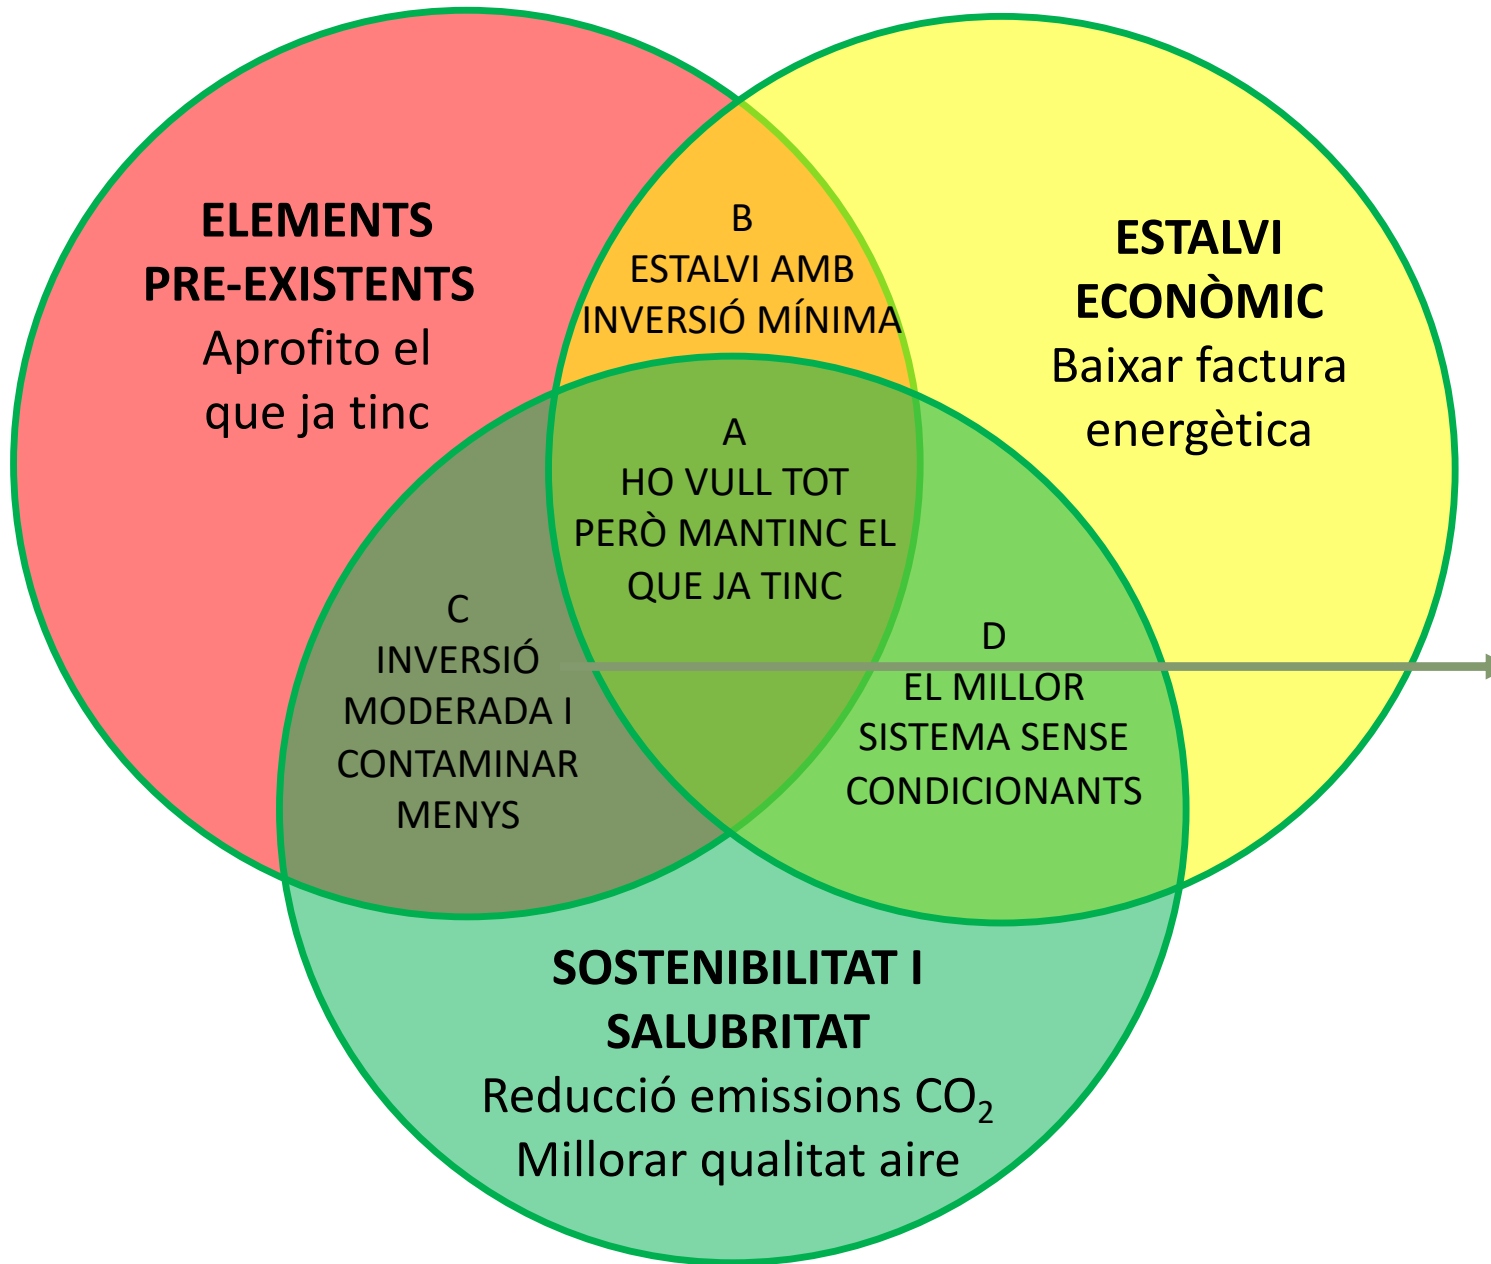 ELEMENTS
PRE-EXISTENTS
Aprofito el
que ja tinc
B
ESTALVI AMB
INVERSIÓ MÍNIMA
ESTALVI
ECONÒMIC
Baixar factura
energètica
A
HO VULL TOT
PERÒ MANTINC EL
QUE JA TINC
C
INVERSIÓ
MODERADA I
CONTAMINAR
MENYS
D
EL MILLOR
SISTEMA SENSE
CONDICIONANTS
SOSTENIBILITAT I
SALUBRITAT
Reducció emissions CO₂
Millorar qualitat aire